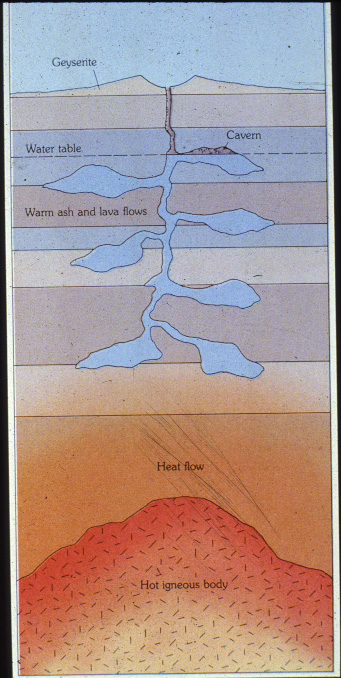 Geyserite
Cavern
Water table
Warm ash and lava flows
Heat flow
Hot igneous body